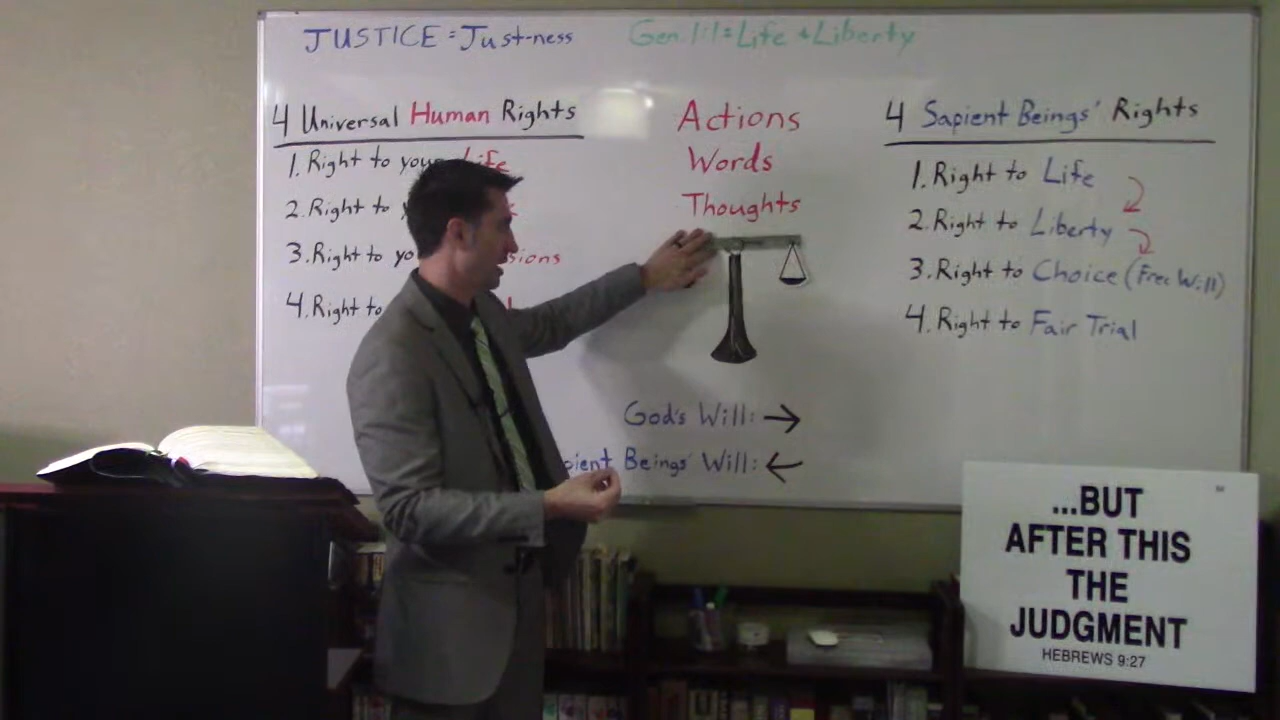 JUSTICE = Just-ness
Gen. 1:1 = Life & Liberty
4 Universal Human Rights
1. Right to your Life
2. Right to
3. Right to
4. Right to
Actions
Words
Thoughts
God's Will: →
Beings' Will: ←
4 Sapient Beings' Rights
1. Right to Life
2. Right to Liberty
3. Right to Choice (Free Will)
4. Right to Fair Trial
...BUT
AFTER THIS
THE
JUDGMENT
HEBREWS 9:27